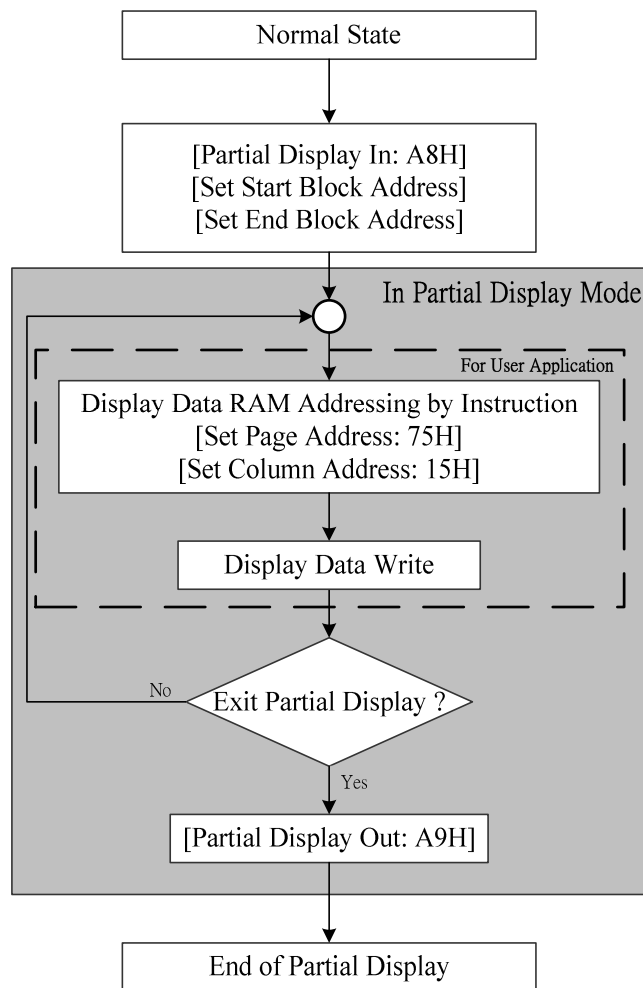 Normal State
[Partial Display In: A8H]
[Set Start Block Address]
[Set End Block Address]
In Partial Display Mode
For User Application
Display Data RAM Addressing by Instruction
[Set Page Address: 75H]
[Set Column Address: 15H]
Display Data Write
No
Exit Partial Display ?
Yes
[Partial Display Out: A9H]
End of Partial Display